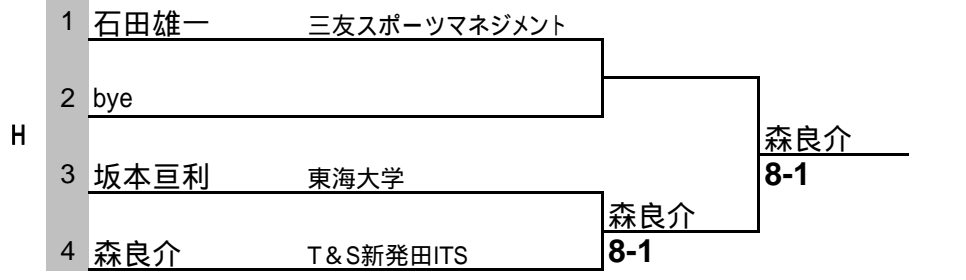 1 石田雄一 三友スポーツマネジメント
2 bye
H
森良介
3 坂本亘利 東海大学 8-1
森良介
4 森良介 T&S新発田ITS 8-1